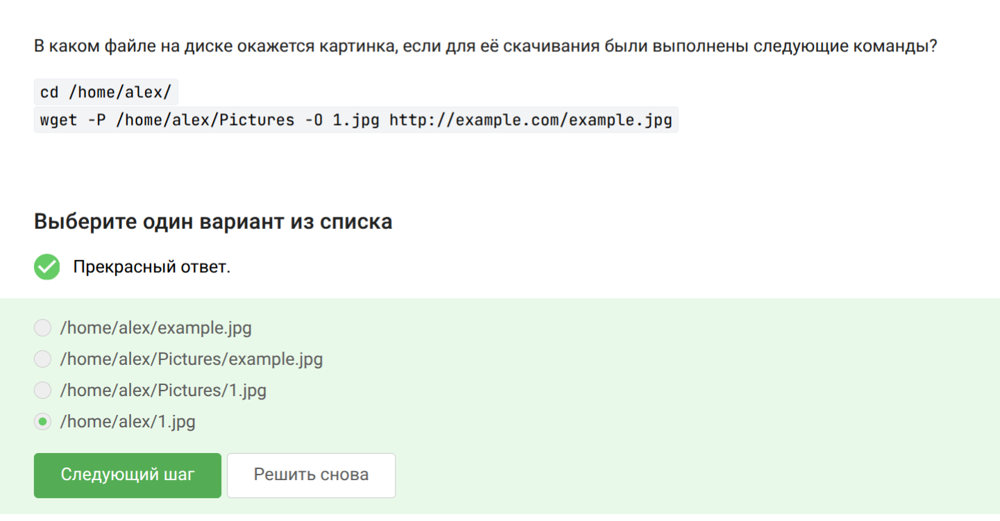 В каком файле на диске окажется картинка, если для её скачивания были выполнены следующие команды?
cd /home/alex/
wget -P /home/alex/Pictures -O 1.jpg http://example.com/example.jpg
Выберите один вариант из списка
Прекрасный ответ.
/home/alex/example.jpg
/home/alex/Pictures/example.jpg
/home/alex/Pictures/1.jpg
/home/alex/1.jpg
Следующий шаг
Решить снова